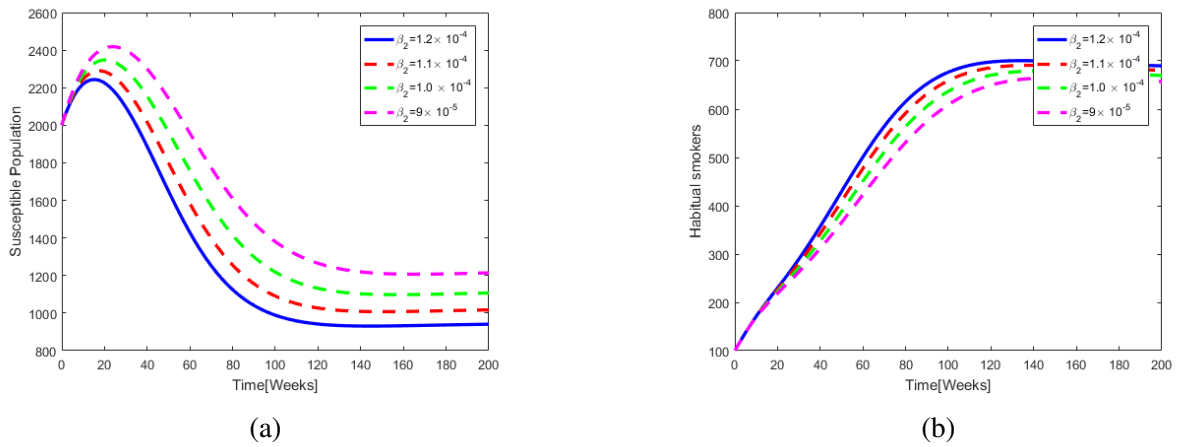 2600
2400
2200
2000
1800
1600
1400
1200
1000
800
0 20 40 60 80 100 120 140 160 180 200
Susceptible Population
Time[Weeks]
β2=1.2× 10-4
β2=1.1× 10-4
β2=1.0× 10-4
β2=9× 10-5
(a)
800
700
600
500
400
300
200
100
0 20 40 60 80 100 120 140 160 180 200
Habitual smokers
Time[Weeks]
β2=1.2× 10-4
β2=1.1× 10-4
β2=1.0× 10-4
β2=9× 10-5
(b)